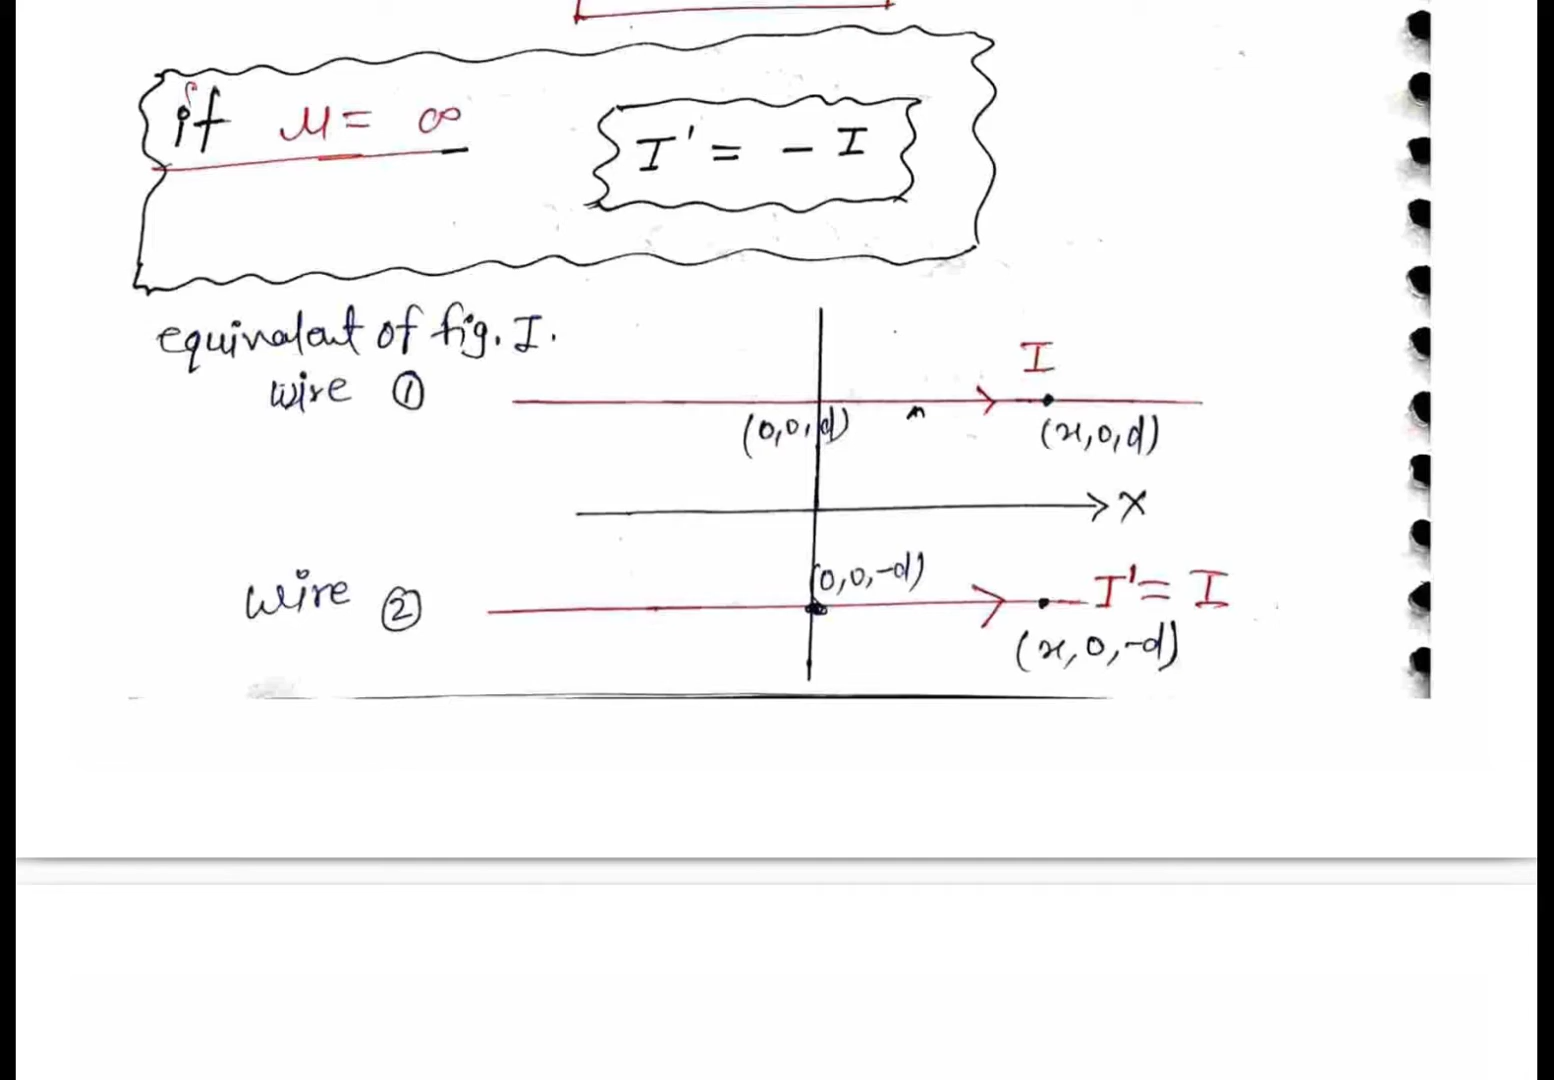 if μ = ∞
I' = - I
equivalent of fig. I.
wire ① I
(0,0,d) (x,0,d)
X
(0,0,-d)
wire ② I' = I
(x,0,-d)